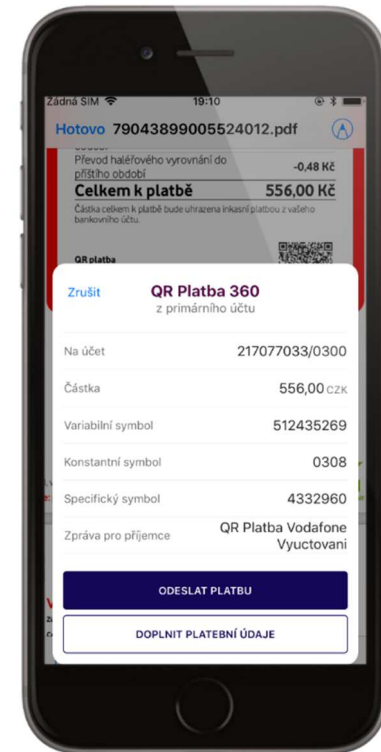 Žádná SIM 19:10
Hotovo 79043899005524012.pdf
období
Převod haléřového vyrovnání do
příštího období
-0,48 Kč
Celkem k platbě 556,00 Kč
Částka celkem k platbě bude uhrazena inkasní platbou z vašeho
bankovního účtu.
QR platba
Zrušit QR Platba 360
z primárního účtu
Na účet 217077033/0300
Částka 556,00 CZK
Variabilní symbol 512435269
Konstantní symbol 0308
Specifický symbol 4332960
Zpráva pro příjemce QR Platba Vodafone
Vyuctovani
ODESLAT PLATBU
DOPLNIT PLATEBNÍ ÚDAJE